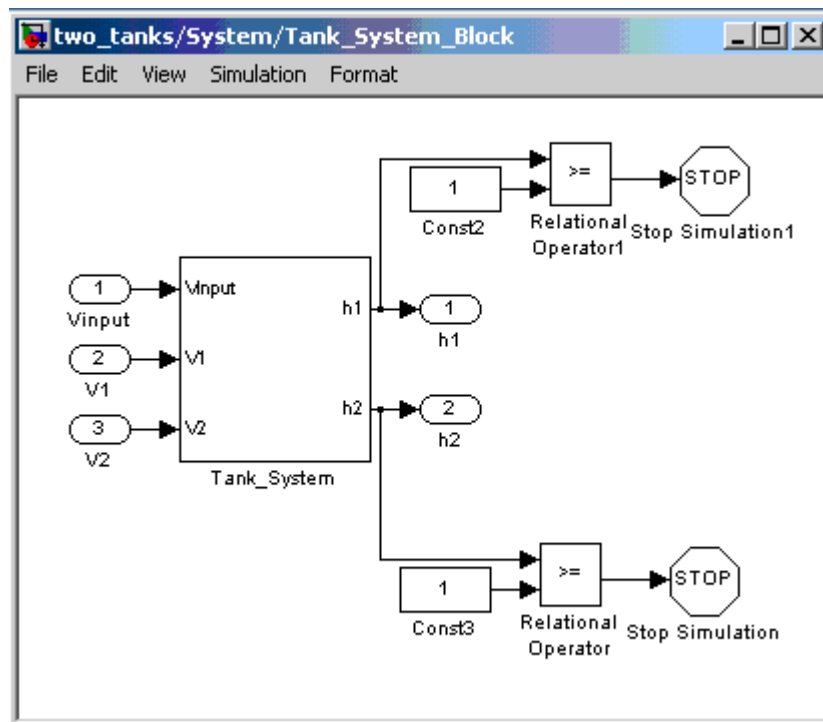 two_tanks/System/Tank_System_Block
File Edit View Simulation Format
1
Const2
>=
Relational
Operator1
STOP
Stop Simulation1
1
Vinput
2
V1
3
V2
Vinput
V1
V2
h1
h2
Tank_System
1
h1
2
h2
1
Const3
>=
Relational
Operator
STOP
Stop Simulation